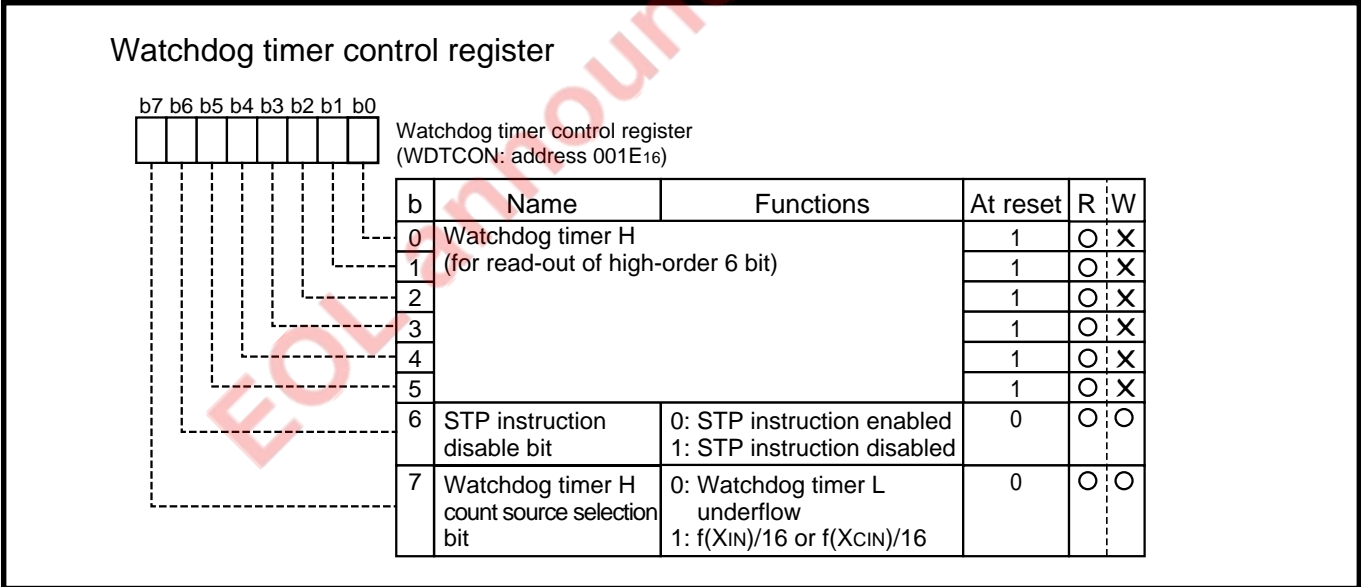 Watchdog timer control register
b7 b6 b5 b4 b3 b2 b1 b0
Watchdog timer control register
(WDTCON: address 001E16)
b Name Functions At reset R W
0 Watchdog timer H 1 O X
1 (for read-out of high-order 6 bit) 1 O X
2 1 O X
3 1 O X
4 1 O X
5 1 O X
6 STP instruction 0: STP instruction enabled 0 O O
disable bit 1: STP instruction disabled
7 Watchdog timer H 0: Watchdog timer L 0 O O
count source selection underflow
bit 1: f(XIN)/16 or f(XCIN)/16
EOL announ